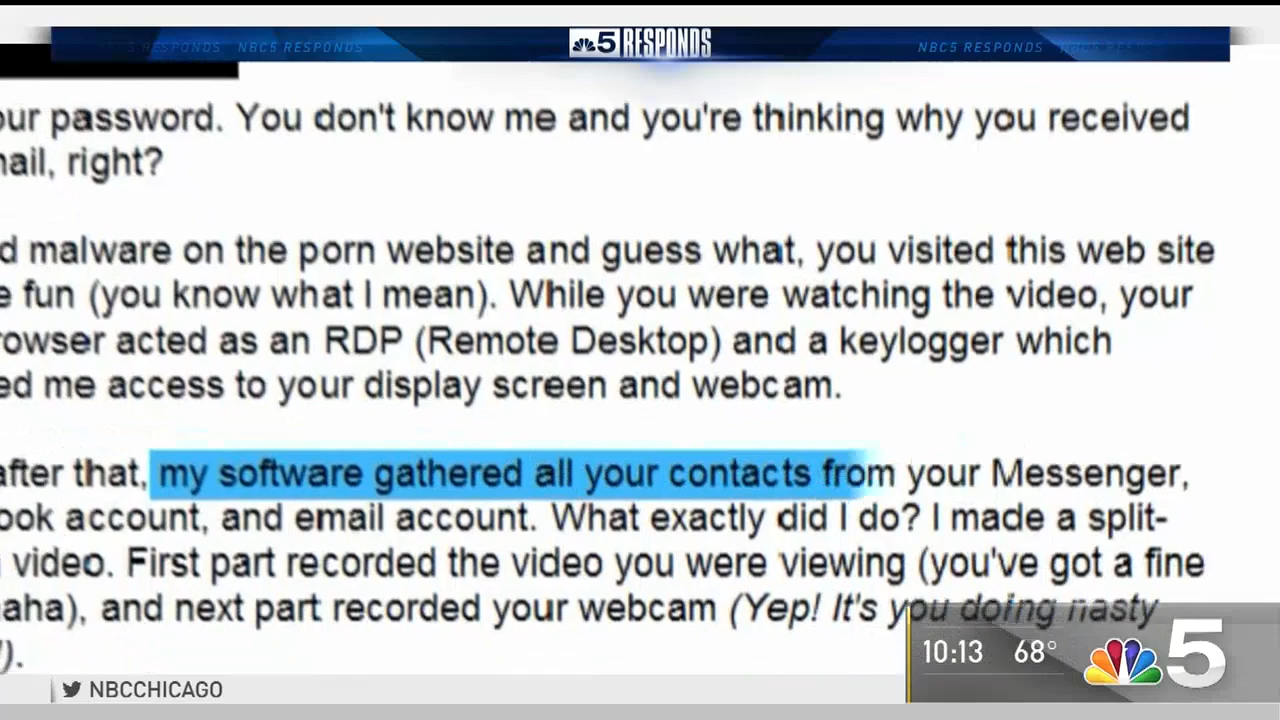 NBC5 RESPONDS NBC5 RESPONDS 5 RESPONDS NBC5 RESPONDS
our password. You don't know me and you're thinking why you received
ail, right?
d malware on the porn website and guess what, you visited this web site
e fun (you know what I mean). While you were watching the video, your
rowser acted as an RDP (Remote Desktop) and a keylogger which
ed me access to your display screen and webcam.
after that, my software gathered all your contacts from your Messenger,
ook account, and email account. What exactly did I do? I made a split-
video. First part recorded the video you were viewing (you've got a fine
aha), and next part recorded your webcam (Yep! It's you doing nasty
).
10:13 68° 5
NBCCHICAGO